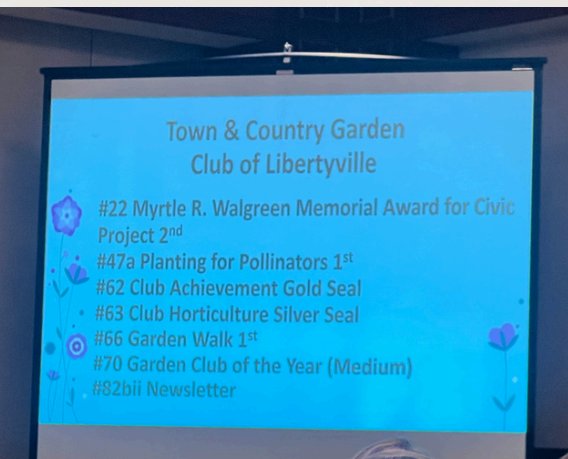 Town & Country Garden
Club of Libertyville
#22 Myrtle R. Walgreen Memorial Award for Civic
Project 2nd
#47a Planting for Pollinators 1st
#62 Club Achievement Gold Seal
#63 Club Horticulture Silver Seal
#66 Garden Walk 1st
#70 Garden Club of the Year (Medium)
#82bii Newsletter